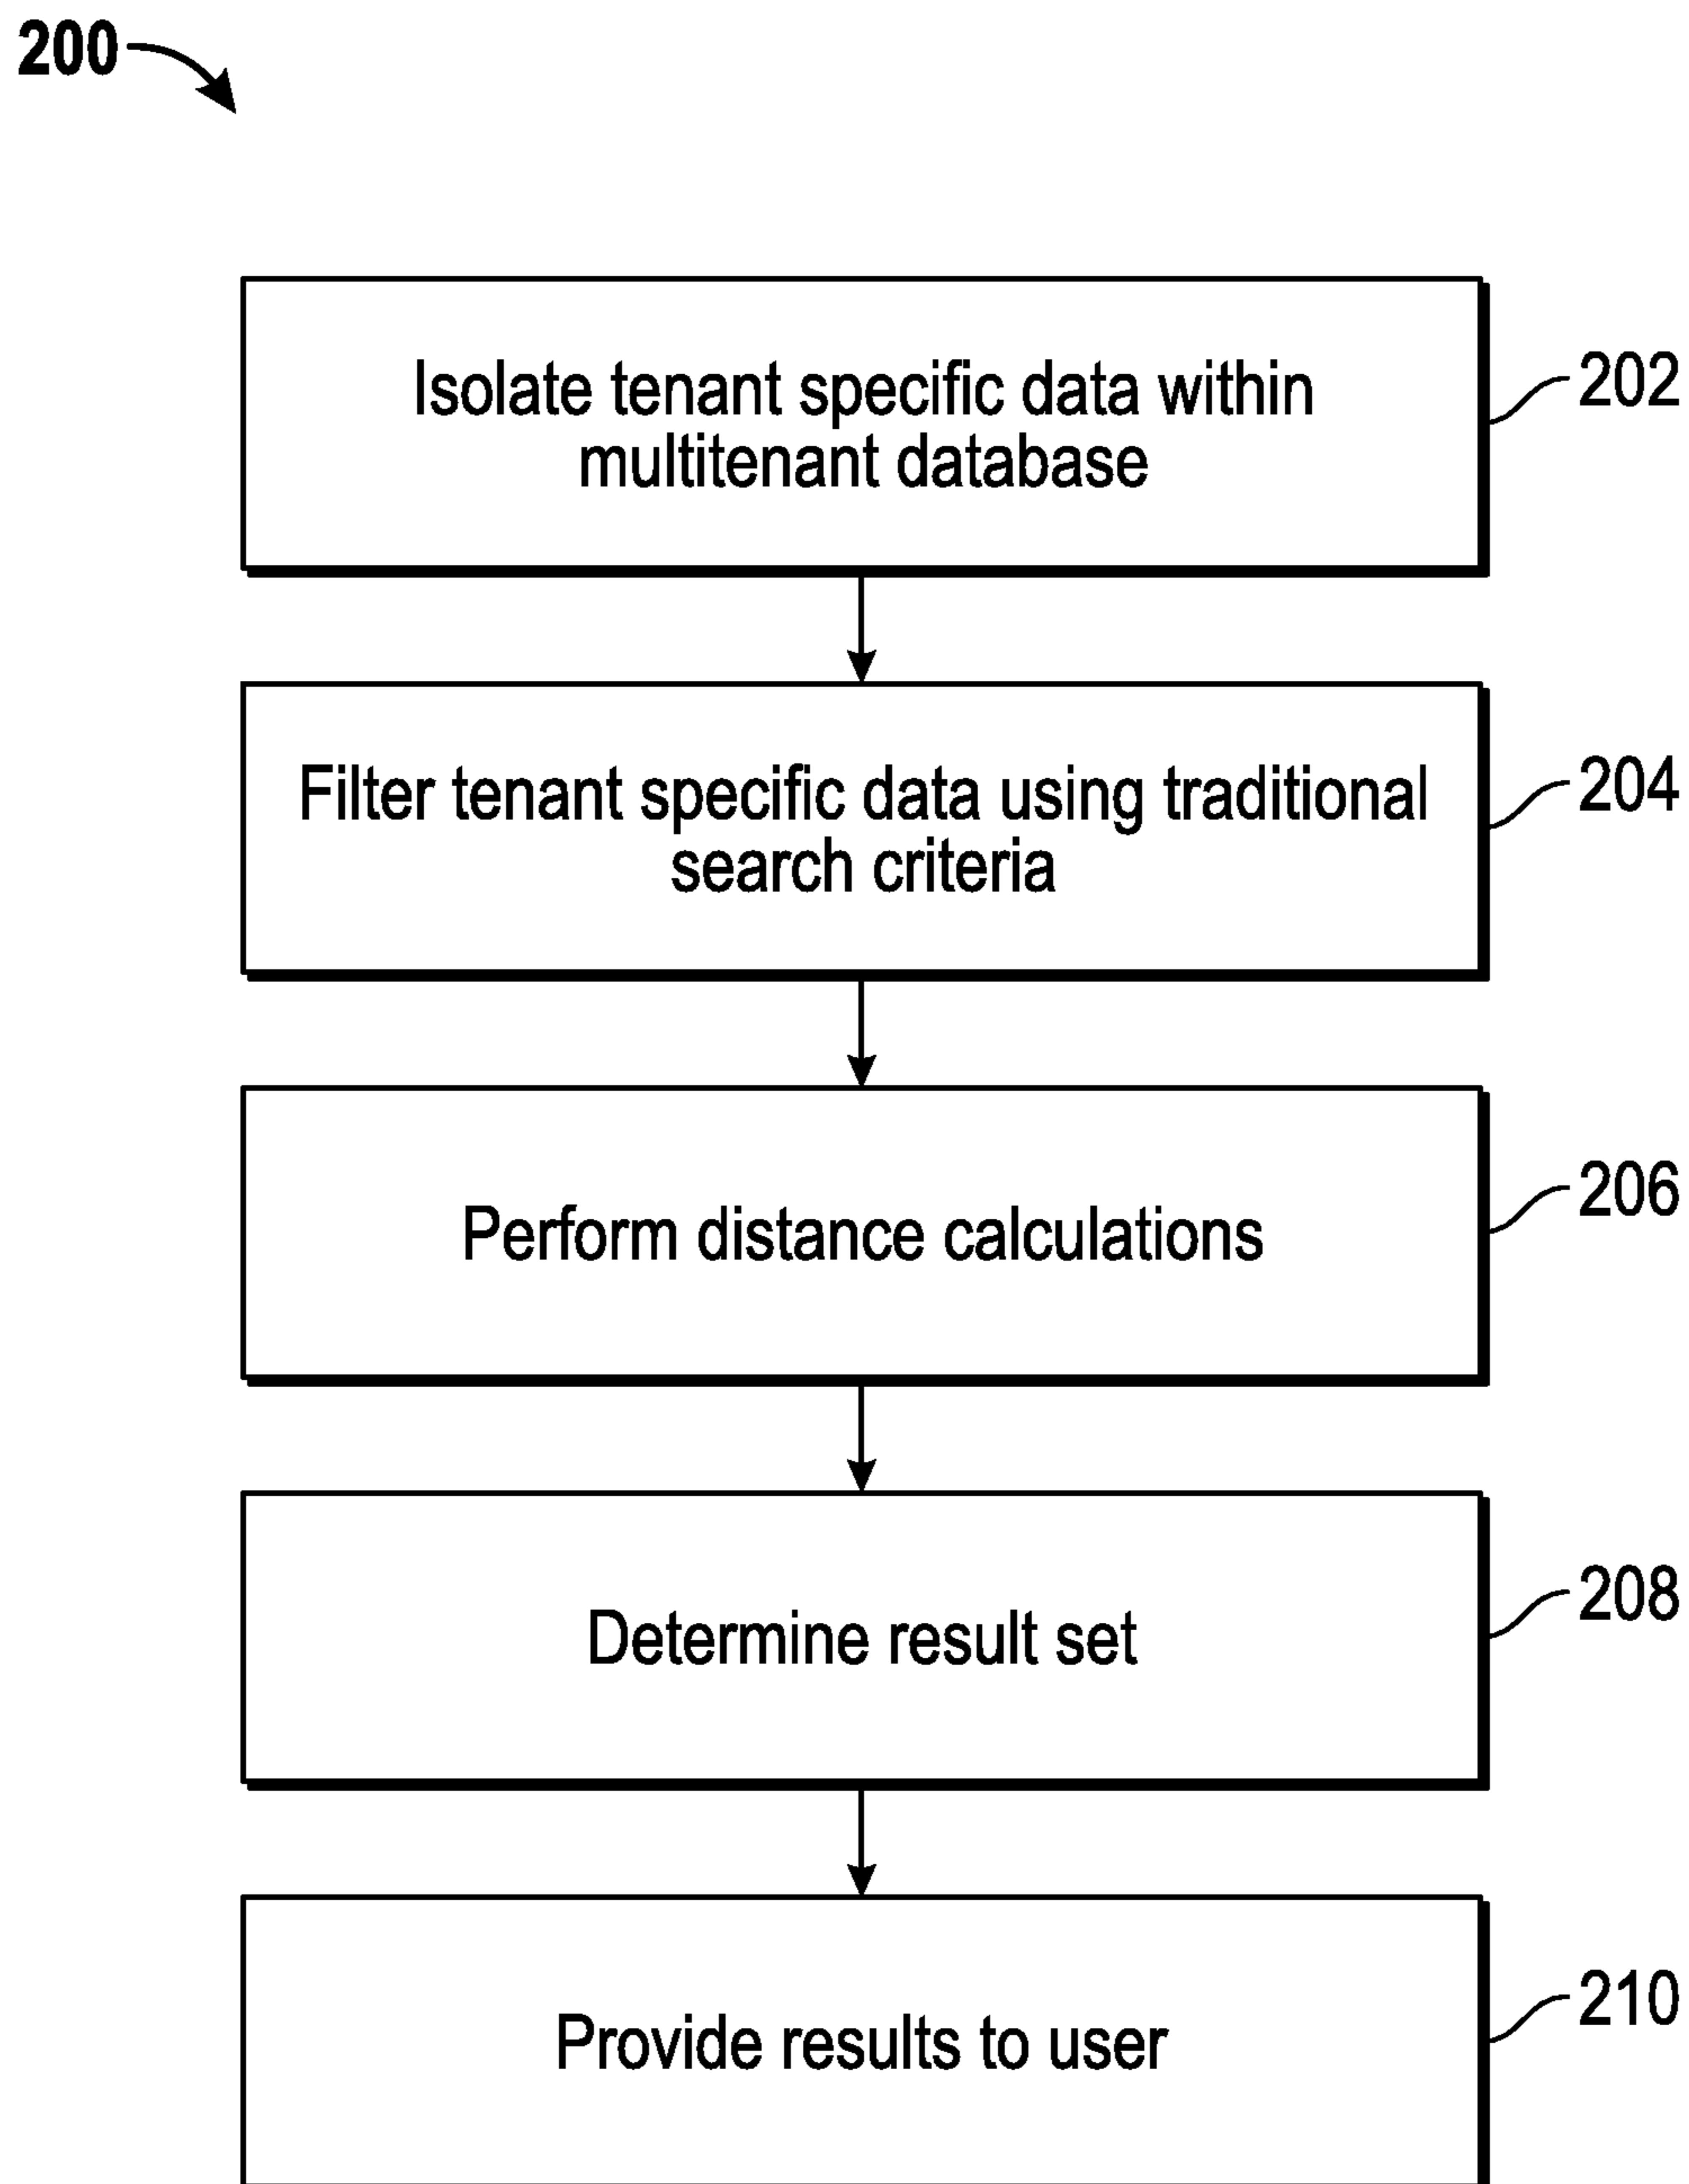 200
Isolate tenant specific data within
multitenant database
202
Filter tenant specific data using traditional
search criteria
204
Perform distance calculations
206
Determine result set
208
Provide results to user
210